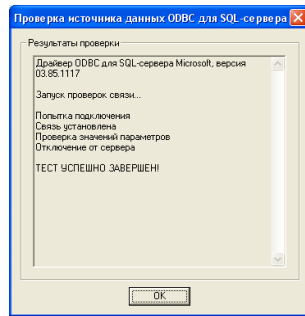 Проверка источника данных ODBC для SQL-сервера
Результаты проверки
Драйвер ODBC для SQL-сервера Microsoft, версия
03.85.1117
Запуск проверок связи...
Попытка подключения
Связь установлена
Проверка значений параметров
Отключение от сервера
ТЕСТ УСПЕШНО ЗАВЕРШЕН!
OK